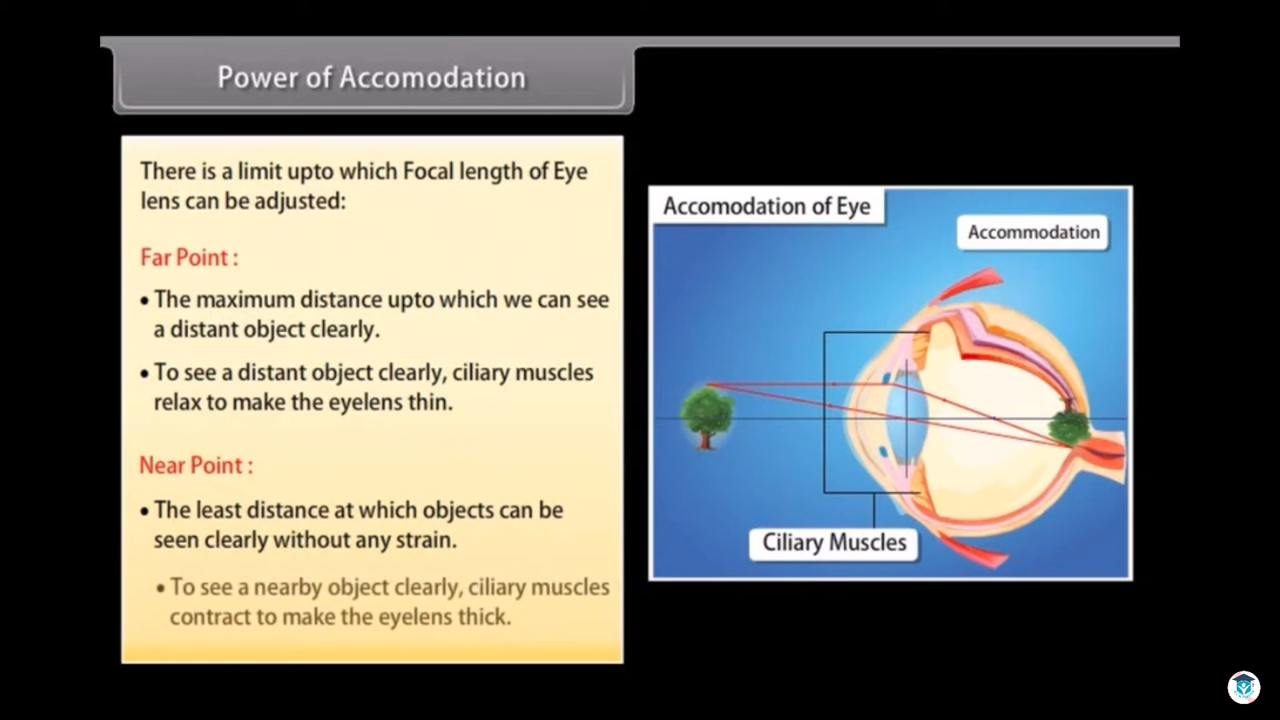 Power of Accomodation
There is a limit upto which Focal length of Eye
lens can be adjusted:
Far Point :
• The maximum distance upto which we can see
a distant object clearly.
• To see a distant object clearly, ciliary muscles
relax to make the eyelens thin.
Near Point :
• The least distance at which objects can be
seen clearly without any strain.
• To see a nearby object clearly, ciliary muscles
contract to make the eyelens thick.
Accomodation of Eye
Accommodation
Ciliary Muscles